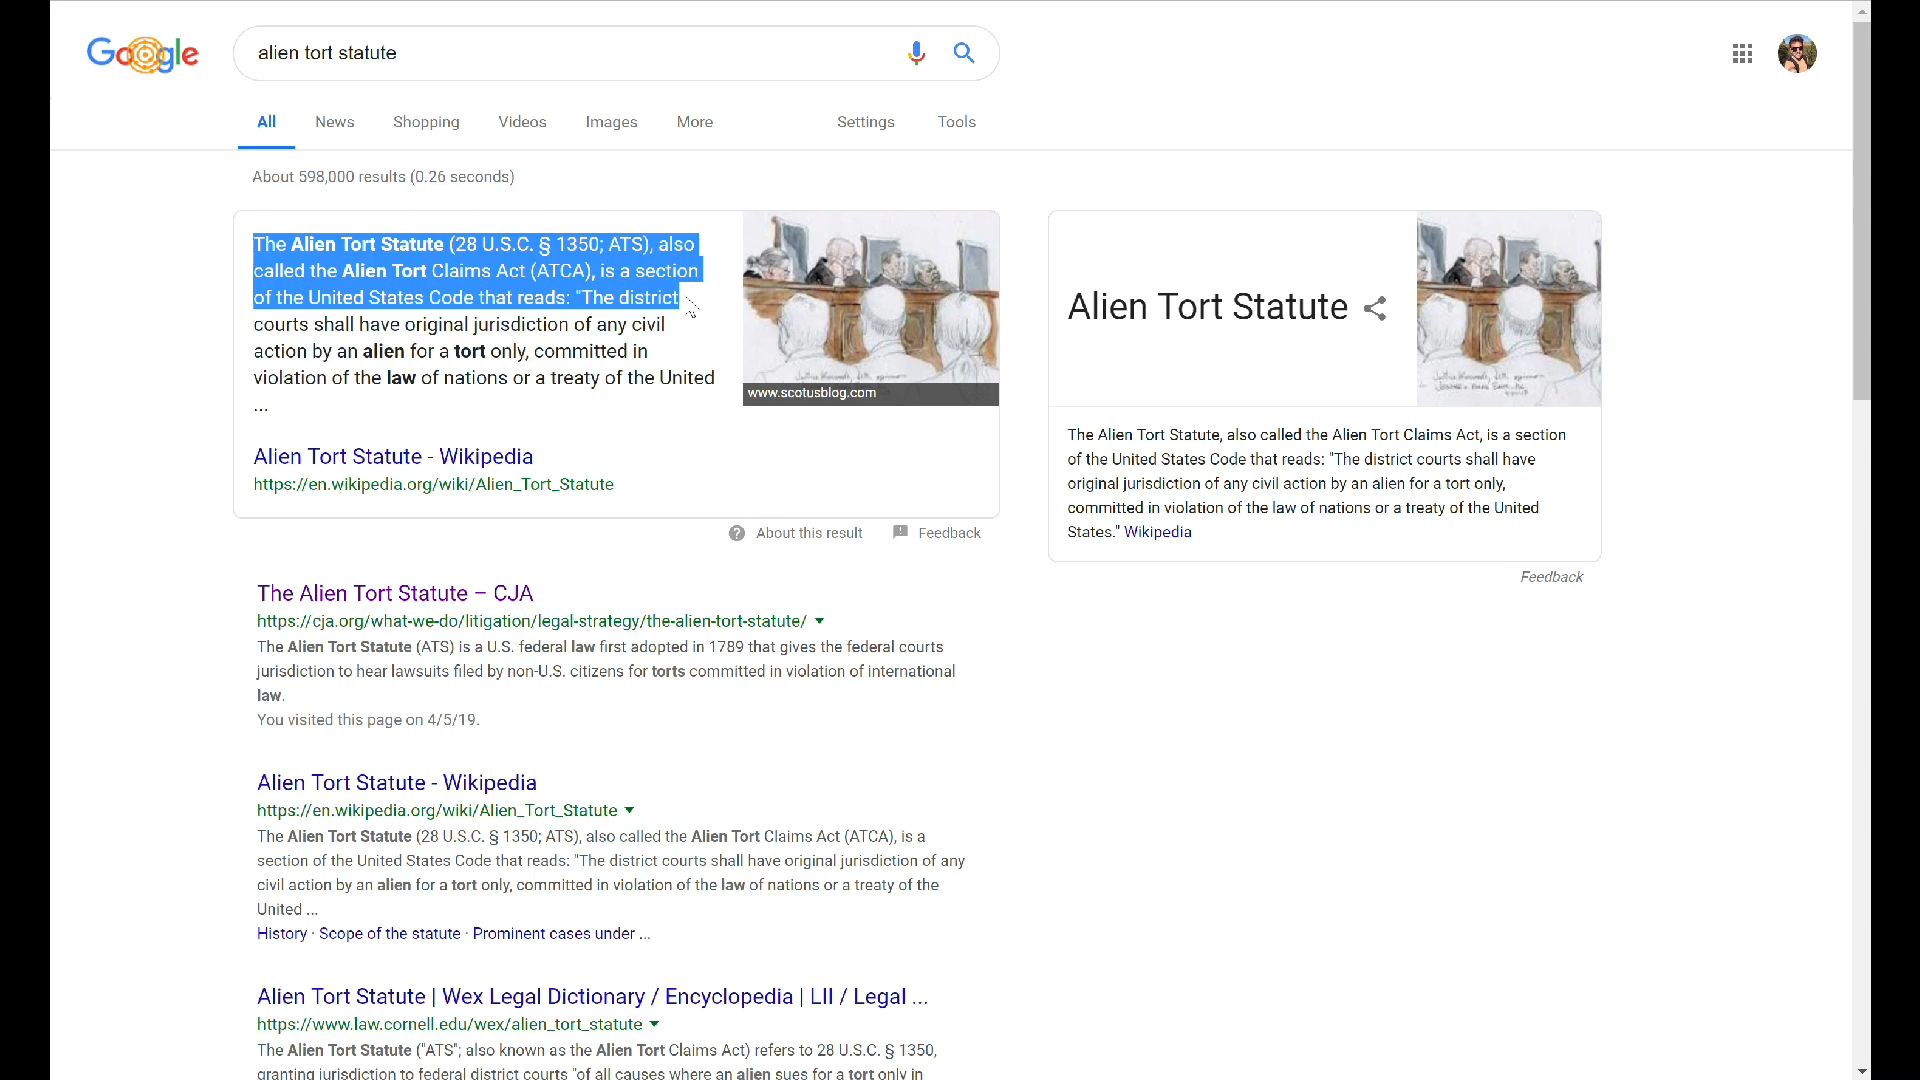 Google
alien tort statute
All News Shopping Videos Images More Settings Tools
About 598,000 results (0.26 seconds)
The Alien Tort Statute (28 U.S.C. § 1350; ATS), also
called the Alien Tort Claims Act (ATCA), is a section
of the United States Code that reads: "The district
courts shall have original jurisdiction of any civil
action by an alien for a tort only, committed in
violation of the law of nations or a treaty of the United
...
www.scotusblog.com
Alien Tort Statute - Wikipedia
https://en.wikipedia.org/wiki/Alien_Tort_Statute
About this result Feedback
Alien Tort Statute
The Alien Tort Statute, also called the Alien Tort Claims Act, is a section
of the United States Code that reads: "The district courts shall have
original jurisdiction of any civil action by an alien for a tort only,
committed in violation of the law of nations or a treaty of the United
States." Wikipedia
Feedback
The Alien Tort Statute – CJA
https://cja.org/what-we-do/litigation/legal-strategy/the-alien-tort-statute/
The Alien Tort Statute (ATS) is a U.S. federal law first adopted in 1789 that gives the federal courts
jurisdiction to hear lawsuits filed by non-U.S. citizens for torts committed in violation of international
law.
You visited this page on 4/5/19.
Alien Tort Statute - Wikipedia
https://en.wikipedia.org/wiki/Alien_Tort_Statute
The Alien Tort Statute (28 U.S.C. § 1350; ATS), also called the Alien Tort Claims Act (ATCA), is a
section of the United States Code that reads: "The district courts shall have original jurisdiction of any
civil action by an alien for a tort only, committed in violation of the law of nations or a treaty of the
United ...
History · Scope of the statute · Prominent cases under ...
Alien Tort Statute | Wex Legal Dictionary / Encyclopedia | LII / Legal ...
https://www.law.cornell.edu/wex/alien_tort_statute
The Alien Tort Statute ("ATS"; also known as the Alien Tort Claims Act) refers to 28 U.S.C. § 1350,
granting jurisdiction to federal district courts "of all causes where an alien sues for a tort only in